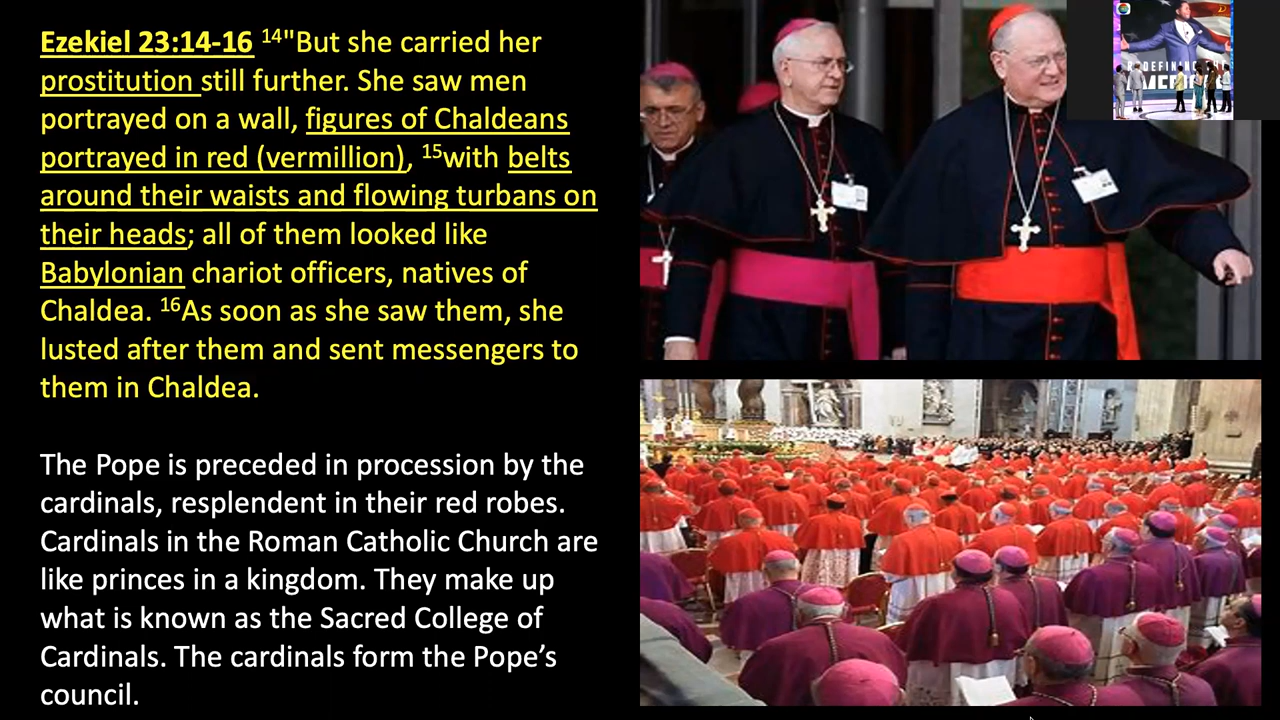 Ezekiel 23:14-16 ¹⁴"But she carried her
prostitution still further. She saw men
portrayed on a wall, figures of Chaldeans
portrayed in red (vermillion), ¹⁵with belts
around their waists and flowing turbans on
their heads; all of them looked like
Babylonian chariot officers, natives of
Chaldea. ¹⁶As soon as she saw them, she
lusted after them and sent messengers to
them in Chaldea.
The Pope is preceded in procession by the
cardinals, resplendent in their red robes.
Cardinals in the Roman Catholic Church are
like princes in a kingdom. They make up
what is known as the Sacred College of
Cardinals. The cardinals form the Pope’s
council.